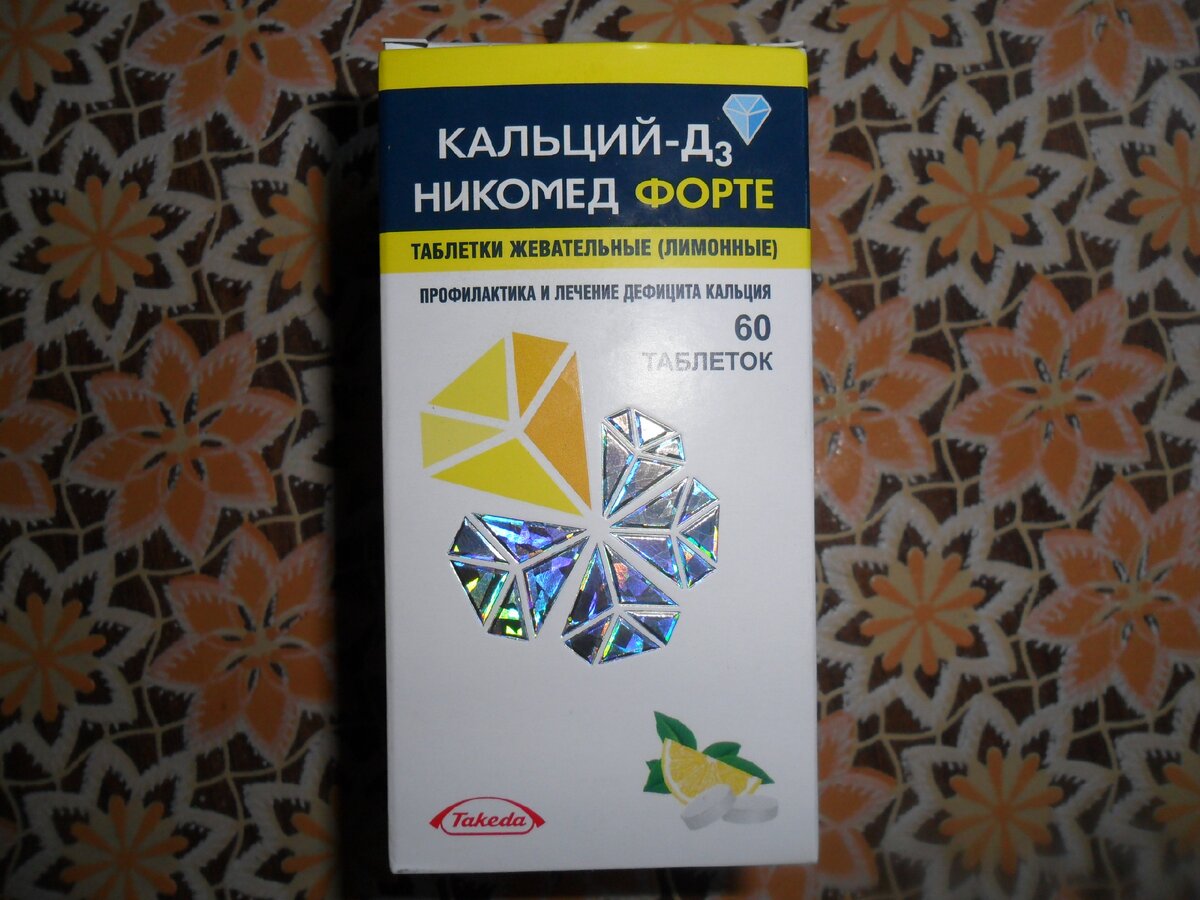 КАЛЬЦИЙ-Д3
НИКОМЕД ФОРТЕ
ТАБЛЕТКИ ЖЕВАТЕЛЬНЫЕ (ЛИМОННЫЕ)
ПРОФИЛАКТИКА И ЛЕЧЕНИЕ ДЕФИЦИТА КАЛЬЦИЯ
60
ТАБЛЕТОК
Takeda